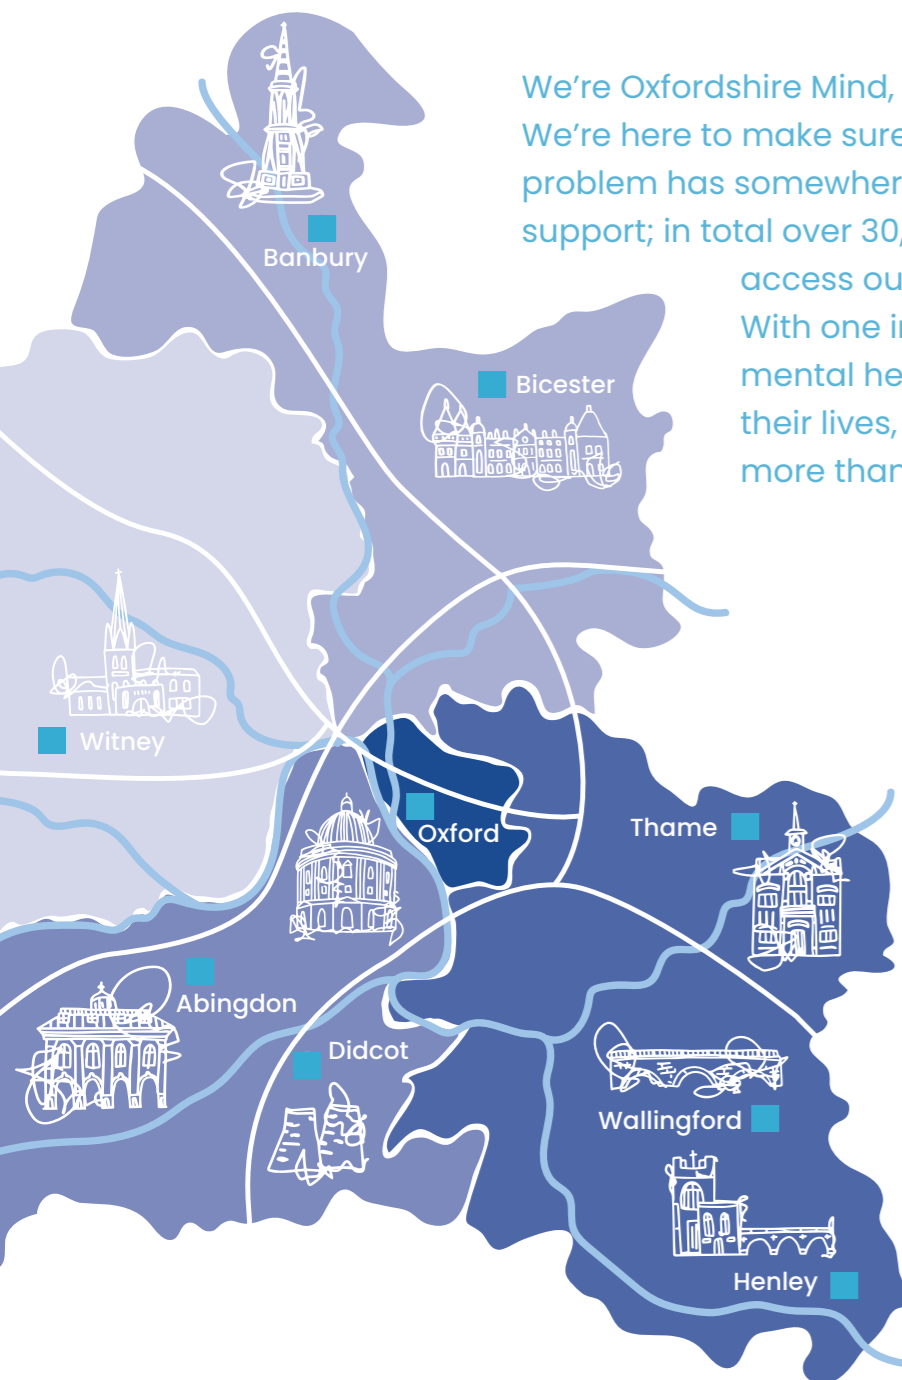 We're Oxfordshire Mind,
We're here to make sure
problem has somewher
support; in total over 30,
access ou
With one in
mental he
their lives,
more than
Banbury
Bicester
Witney
Oxford
Thame
Abingdon
Didcot
Wallingford
Henley